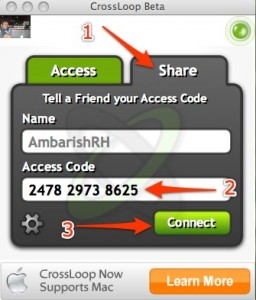 CrossLoop Beta
1
Access
Share
Tell a Friend your Access Code
Name
AmbarishRH
Access Code
2478 2973 8625
2
3
Connect
CrossLoop Now
Supports Mac
Learn More